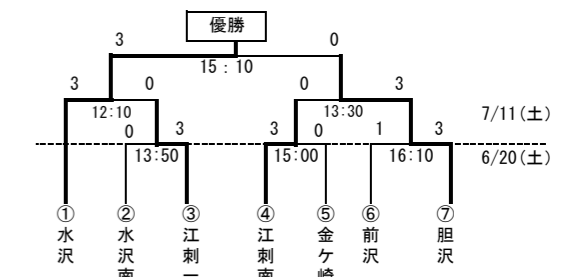 優勝
3 0
15:10
3 0 0 3
12:10 13:30
7/11(土)
0 3 3 0 1 3
13:50 15:00 16:10
6/20(土)
① ② ③ ④ ⑤ ⑥ ⑦
水沢
水沢南
江刺一
江刺南
金ケ崎
前沢
胆沢